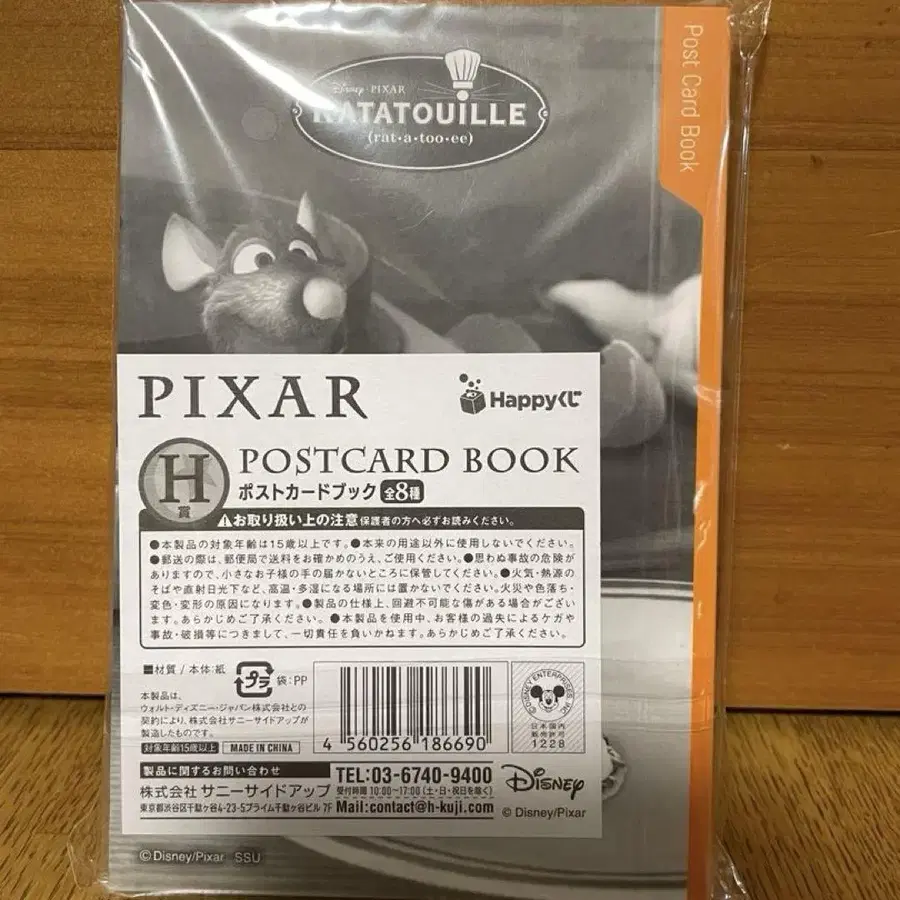 Post Card Book
Disney · PIXAR
RATATOUILLE
(rat•a•too•ee)
PIXAR
Happyくじ
H賞
POSTCARD BOOK
ポストカードブック 全8種
⚠お取り扱い上の注意 保護者の方へ必ずお読みください。
●本製品の対象年齢は15歳以上です。●本来の用途以外に使用しないでください。
●郵送の際は、郵便局で送料をお確かめのうえ、ご使用ください。●思わぬ事故の危険が
ありますので、小さなお子様の手の届かないところに保管してください。●火気・熱源の
そばや直射日光下など、高温・多湿になる場所には置かないでください。火災や色落ち・
変色・変形の原因になります。●製品の仕様上、回避不可能な傷がある場合がござい
ます。あらかじめご了承ください。●本製品を使用中、お客様の過失によるケガや
事故・破損等につきまして、一切責任を負いかねます。あらかじめご了承ください。
■材質/本体:紙
プラ
袋:PP
本製品は、
ウォルト・ディズニー・ジャパン株式会社との
契約により、株式会社サニーサイドアップが
製造したものです。
対象年齢15歳以上
MADE IN CHINA
4 560256 186690
©DISNEY ENTERPRISES, INC.
日本国内
販売許可
1228
製品に関するお問い合わせ
株式会社 サニーサイドアップ
東京都渋谷区千駄ヶ谷4-23-5プライム千駄ヶ谷ビル 7F
TEL:03-6740-9400
受付時間 10:00~17:00(土・日・祝日を除く)
Mail:contact@h-kuji.com
Disney
© Disney/Pixar
©Disney/Pixar SSU